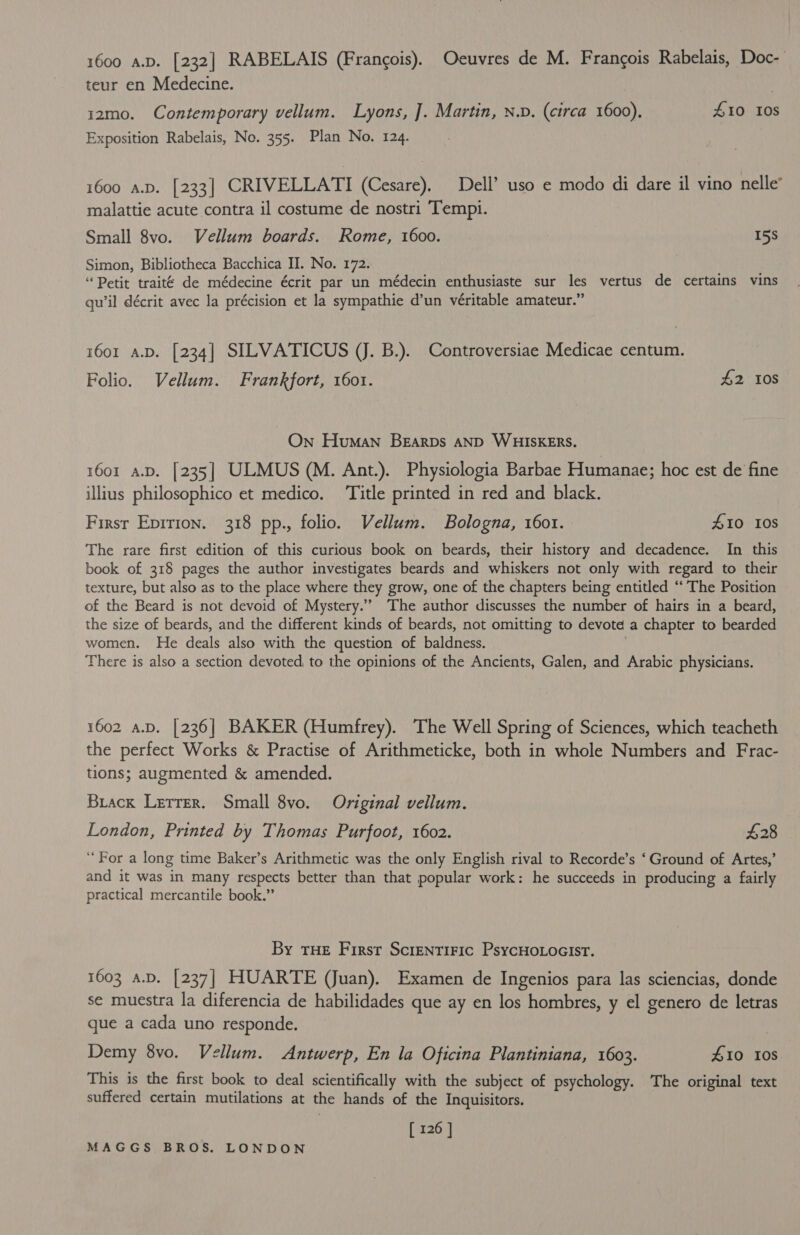 1600 A.D. [232] RABELAIS (François). Oeuvres de M. François Rabelais, Doc-
teur en Medecine.
12mo. Contemporary vellum. Lyons, J. Martin, N.D. (circa 1600). £10 10s
Exposition Rabelais, No. 355. Plan No. 124.
1600 A.D. [233] CRIVELLATI (Cesare). Dell' uso e modo di dare il vino nelle'
malattie acute contra il costume de nostri Tempi.
Small 8vo. Vellum boards. Rome, 1600. 15s
Simon, Bibliotheca Bacchica II. No. 172.
"Petit traité de médecine écrit par un médecin enthusiaste sur les vertus de certains vins
qu'il décrit avec la précision et la sympathie d'un véritable amateur."
1601 A.D. [234] SILVATICUS (J. B.). Controversiae Medicae centum.
Folio. Vellum. Frankfort, 1601. £2 10s
ON HUMAN BEARDS AND WHISKERS.
1601 A.D. [235] ULMUS (M. Ant.). Physiologia Barbae Humanae; hoc est de fine
illius philosophico et medico. Title printed in red and black.
FIRST EDITION. 318 pp., folio. Vellum. Bologna, 1601. £10 10s
The rare first edition of this curious book on beards, their history and decadence. In this
book of 318 pages the author investigates beards and whiskers not only with regard to their
texture, but also as to the place where they grow, one of the chapters being entitled "The Position
of the Beard is not devoid of Mystery." The author discusses the number of hairs in a beard,
the size of beards, and the different kinds of beards, not omitting to devote a chapter to bearded
women. He deals also with the question of baldness.
There is also a section devoted to the opinions of the Ancients, Galen, and Arabic physicians.
1602 A.D. [236] BAKER (Humfrey). The Well Spring of Sciences, which teacheth
the perfect Works & Practise of Arithmeticke, both in whole Numbers and Frac-
tions; augmented & amended.
BLACK LETTER. Small 8vo. Original vellum.
London, Printed by Thomas Purfoot, 1602. £28
"For a long time Baker's Arithmetic was the only English rival to Recorde's 'Ground of Artes,'
and it was in many respects better than that popular work: he succeeds in producing a fairly
practical mercantile book."
BY THE FIRST SCIENTIFIC PSYCHOLOGIST.
1603 A.D. [237] HUARTE (Juan). Examen de Ingenios para las sciencias, donde
se muestra la diferencia de habilidades que ay en los hombres, y el genero de letras
que a cada uno responde.
Demy 8vo. Vellum. Antwerp, En la Oficina Plantiniana, 1603. £10 10s
This is the first book to deal scientifically with the subject of psychology. The original text
suffered certain mutilations at the hands of the Inquisitors.
[ 126 ]
MAGGS BROS. LONDON